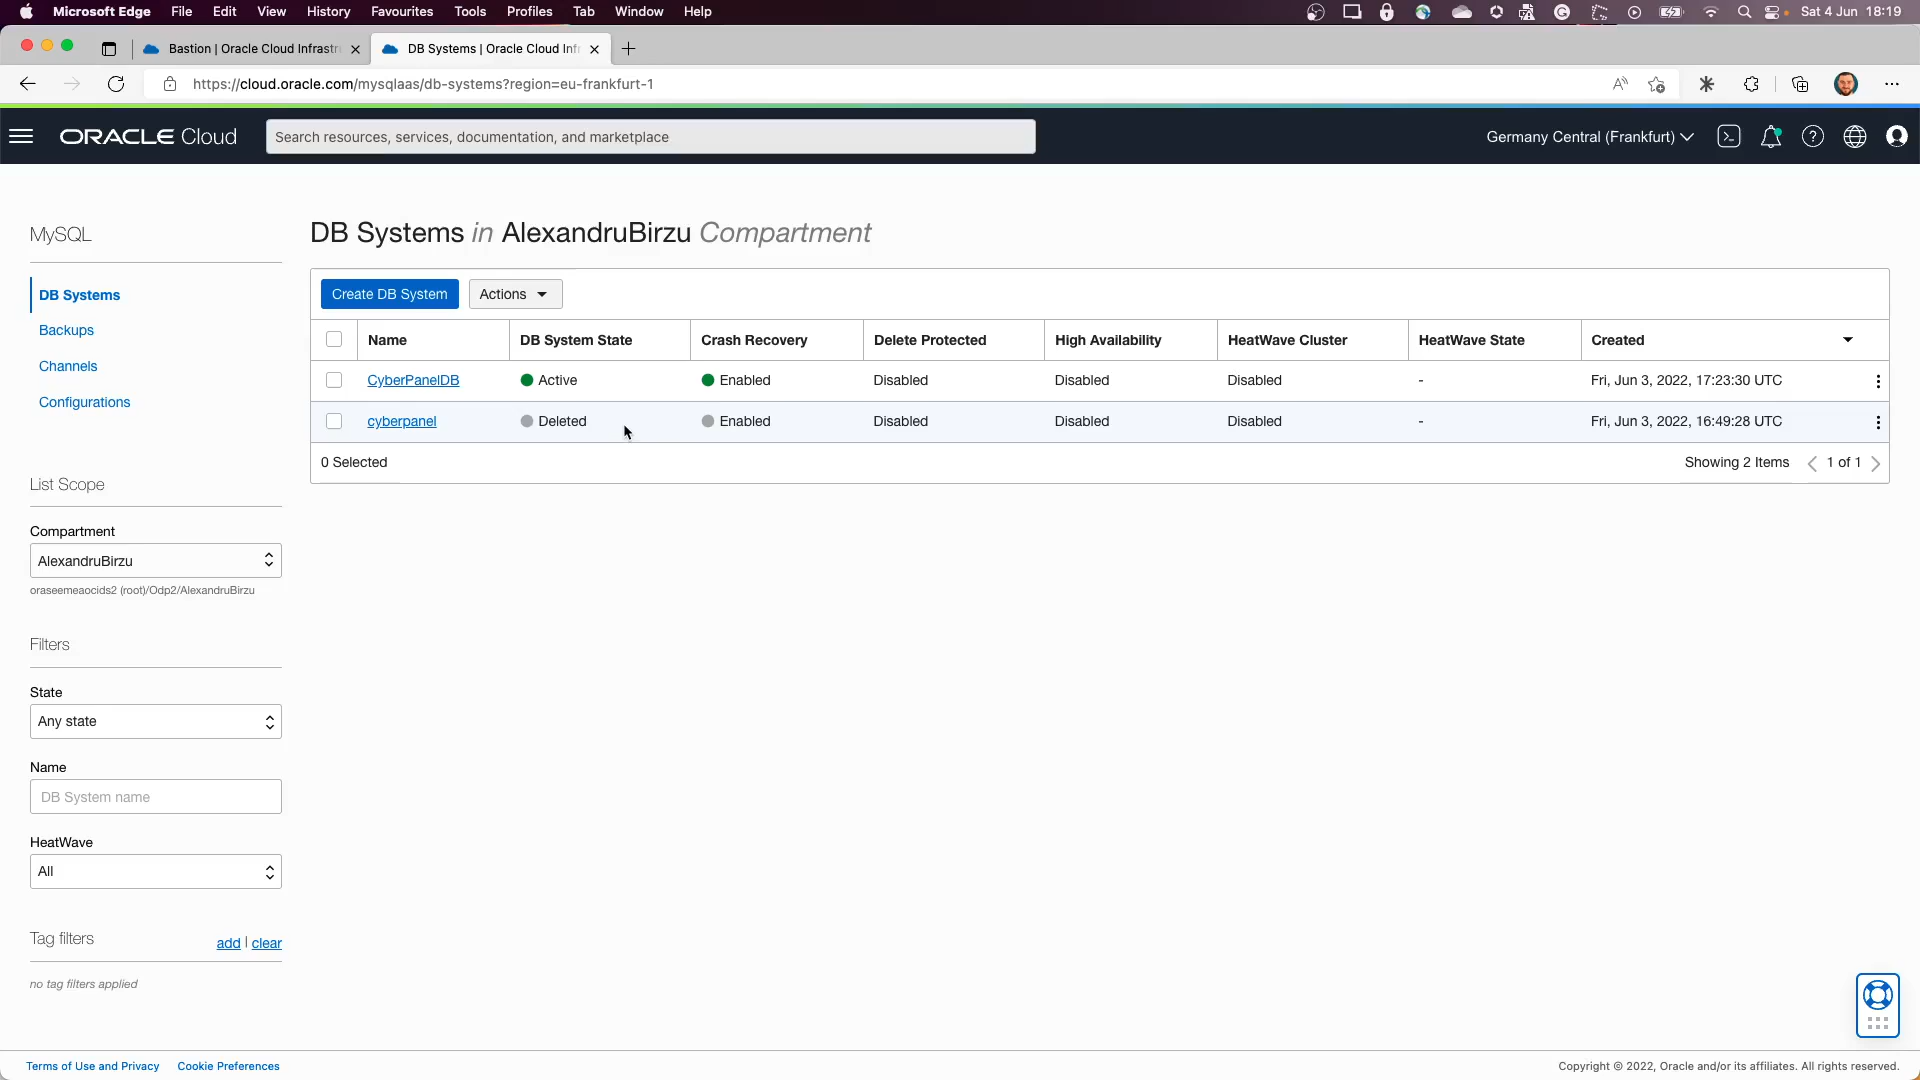 Microsoft Edge File Edit View History Favourites Tools Profiles Tab Window Help Sat 4 Jun 18:19
Bastion | Oracle Cloud Infrastr DB Systems | Oracle Cloud Infr
https://cloud.oracle.com/mysqlaas/db-systems?region=eu-frankfurt-1
ORACLE Cloud Search resources, services, documentation, and marketplace Germany Central (Frankfurt)
MySQL
DB Systems
Backups
Channels
Configurations
List Scope
Compartment
AlexandruBirzu
oraseemeaocids2 (root)/Odp2/AlexandruBirzu
Filters
State
Any state
Name
DB System name
HeatWave
All
Tag filters add | clear
no tag filters applied
DB Systems in AlexandruBirzu Compartment
Create DB System Actions
Name DB System State Crash Recovery Delete Protected High Availability HeatWave Cluster HeatWave State Created
CyberPanelDB Active Enabled Disabled Disabled Disabled - Fri, Jun 3, 2022, 17:23:30 UTC
cyberpanel Deleted Enabled Disabled Disabled Disabled - Fri, Jun 3, 2022, 16:49:28 UTC
0 Selected Showing 2 Items 1 of 1
Terms of Use and Privacy Cookie Preferences Copyright © 2022, Oracle and/or its affiliates. All rights reserved.